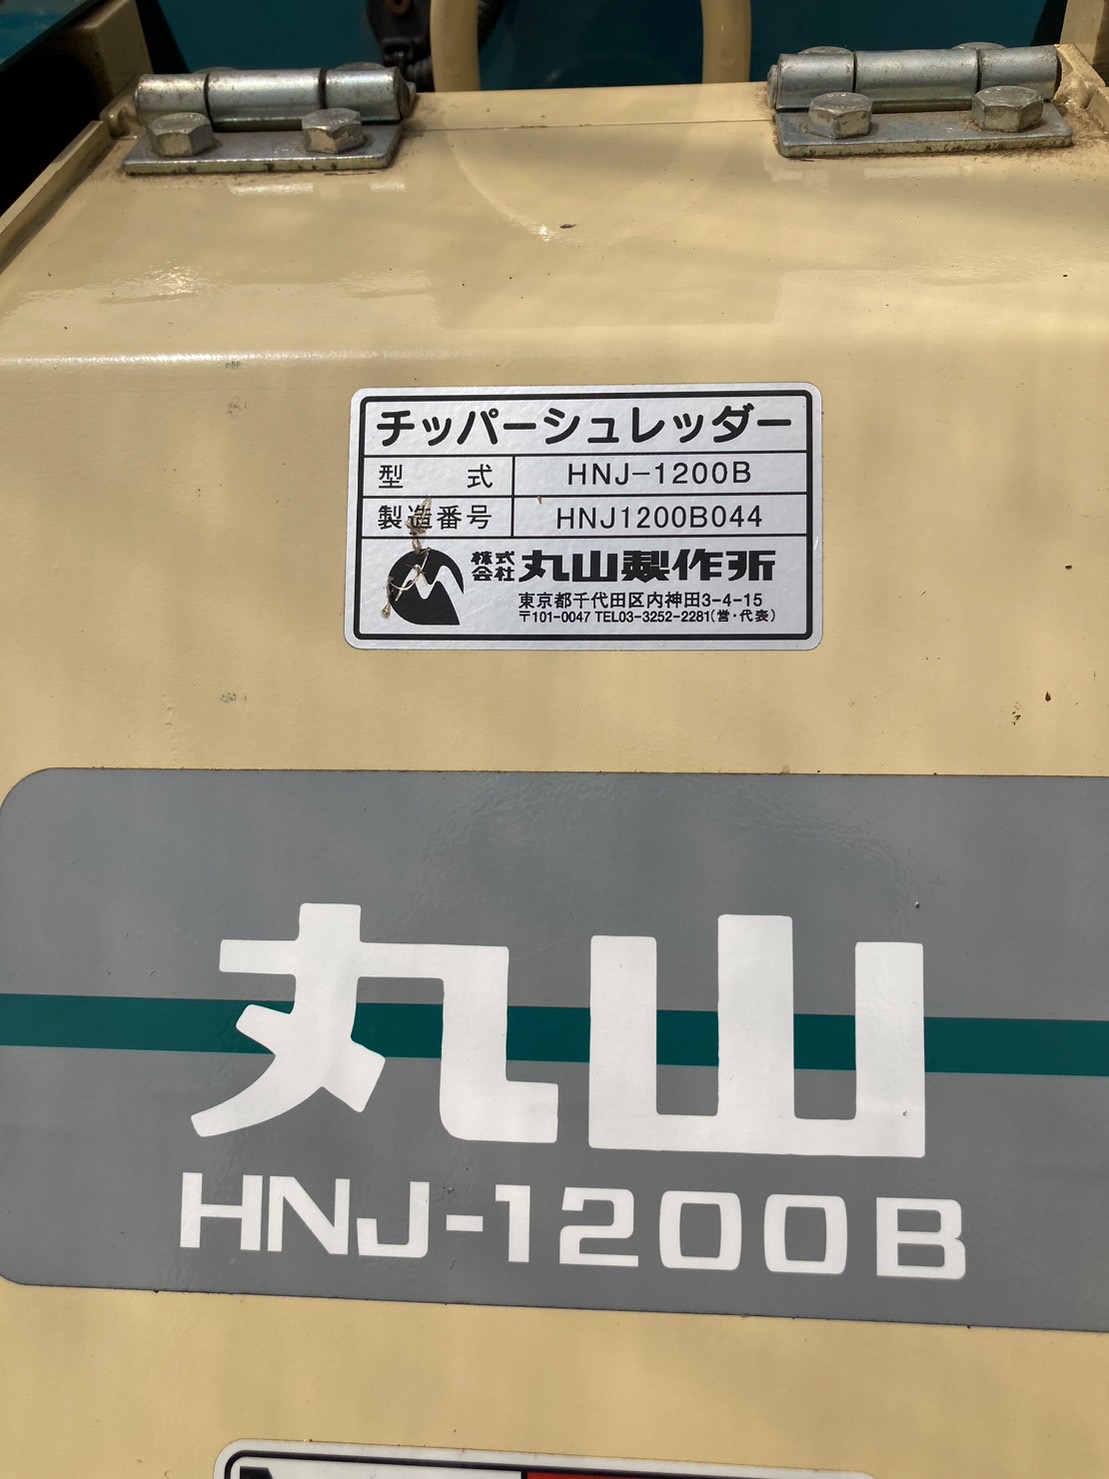 チッパーシュレッダー
型式 HNJ-1200B
製造番号 HNJ1200B044
株式会社 丸山製作所
東京都千代田区内神田3-4-15
〒101-0047 TEL03-3252-2281(営・代表)
丸山
HNJ-1200B